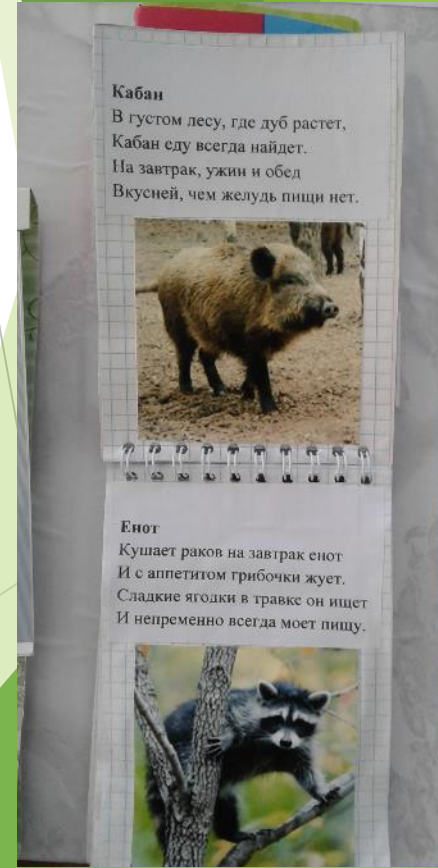 Кабан
В густом лесу, где дуб растет,
Кабан еду всегда найдет.
На завтрак, ужин и обед
Вкусней, чем желудь пищи нет.
Енот
Кушает раков на завтрак енот
И с аппетитом грибочки жует.
Сладкие ягодки в травке он ищет
И непременно всегда моет пищу.